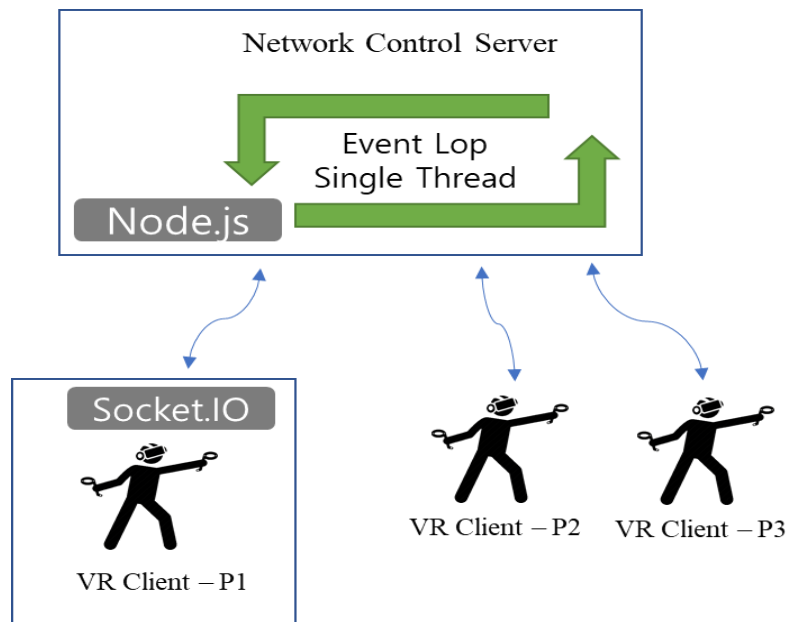 Network Control Server
Event Lop
Single Thread
Node.js
Socket.IO
VR Client – P1
VR Client – P2
VR Client – P3